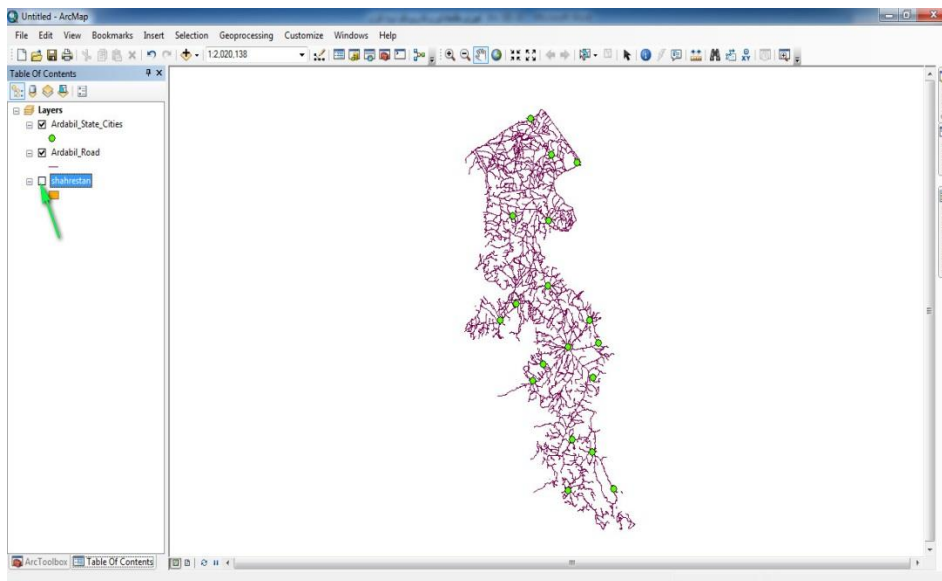 Untitled - ArcMap
File Edit View Bookmarks Insert Selection Geoprocessing Customize Windows Help
1:2,020,138
Table Of Contents
Layers
Ardabil_State_Cities
Ardabil_Road
shahrestan
ArcToolbox Table Of Contents